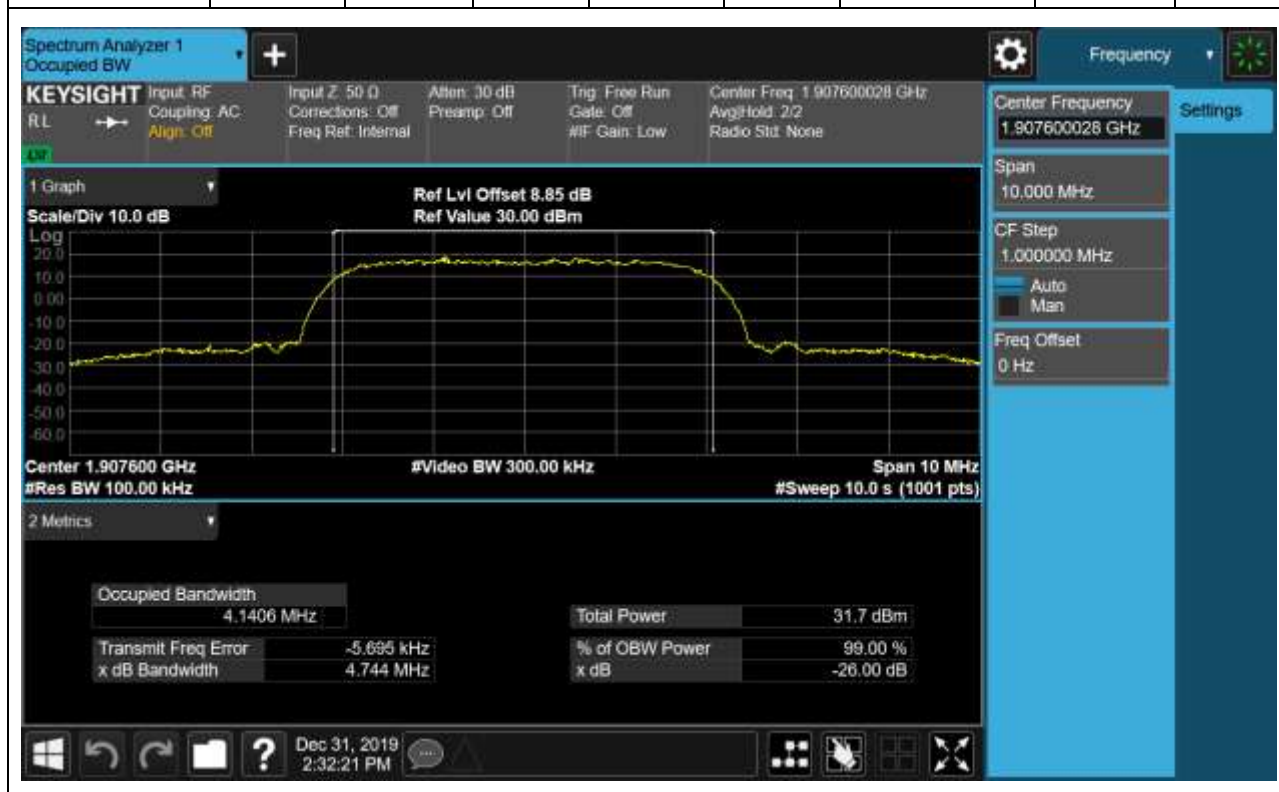 Spectrum Analyzer 1
Occupied BW
+
Frequency
KEYSIGHT
RL
Input: RF
Coupling: AC
Align: Off
Input Z: 50 Ω
Corrections: Off
Freq Ref: Internal
Atten: 30 dB
Preamp: Off
Trig: Free Run
Gate: Off
#IF Gain: Low
Center Freq: 1.907600028 GHz
Avg|Hold: 2/2
Radio Std: None
Center Frequency
1.907600028 GHz
Settings
Span
10.000 MHz
CF Step
1.000000 MHz
Auto
Man
Freq Offset
0 Hz
1 Graph
Scale/Div 10.0 dB
Ref Lvl Offset 8.85 dB
Ref Value 30.00 dBm
Log
20.0
10.0
0.00
-10.0
-20.0
-30.0
-40.0
-50.0
-60.0
Center 1.907600 GHz
#Video BW 300.00 kHz
Span 10 MHz
#Res BW 100.00 kHz
#Sweep 10.0 s (1001 pts)
2 Metrics
Occupied Bandwidth
4.1406 MHz
Total Power 31.7 dBm
Transmit Freq Error -5.695 kHz
% of OBW Power 99.00 %
x dB Bandwidth 4.744 MHz
x dB -26.00 dB
?
Dec 31, 2019
2:32:21 PM